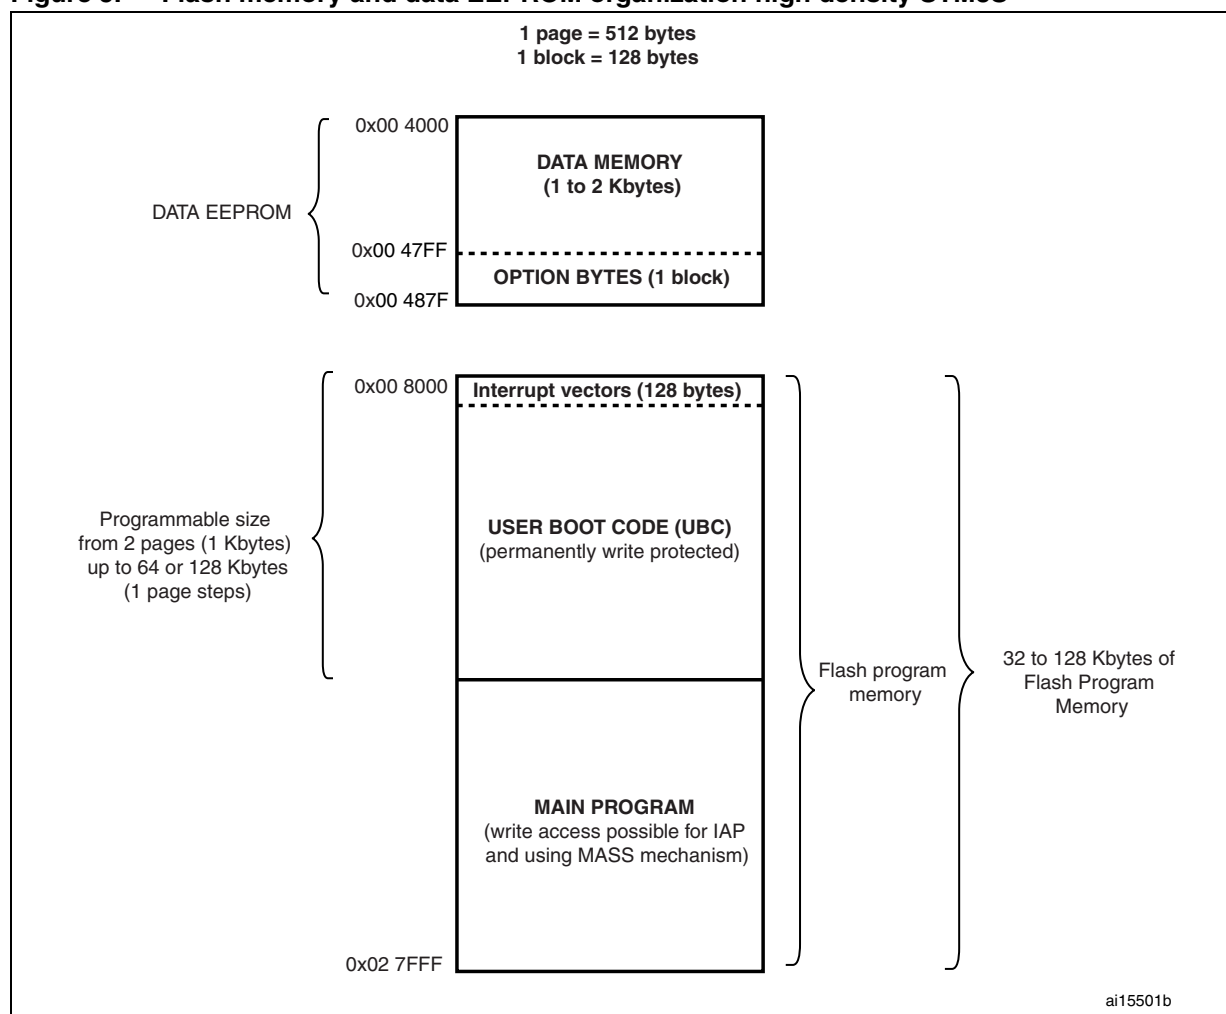 1 page = 512 bytes
1 block = 128 bytes
0x00 4000
DATA MEMORY
(1 to 2 Kbytes)
DATA EEPROM
0x00 47FF
OPTION BYTES (1 block)
0x00 487F
0x00 8000
Interrupt vectors (128 bytes)
Programmable size
from 2 pages (1 Kbytes)
up to 64 or 128 Kbytes
(1 page steps)
USER BOOT CODE (UBC)
(permanently write protected)
Flash program
memory
32 to 128 Kbytes of
Flash Program
Memory
MAIN PROGRAM
(write access possible for IAP
and using MASS mechanism)
0x02 7FFF
ai15501b